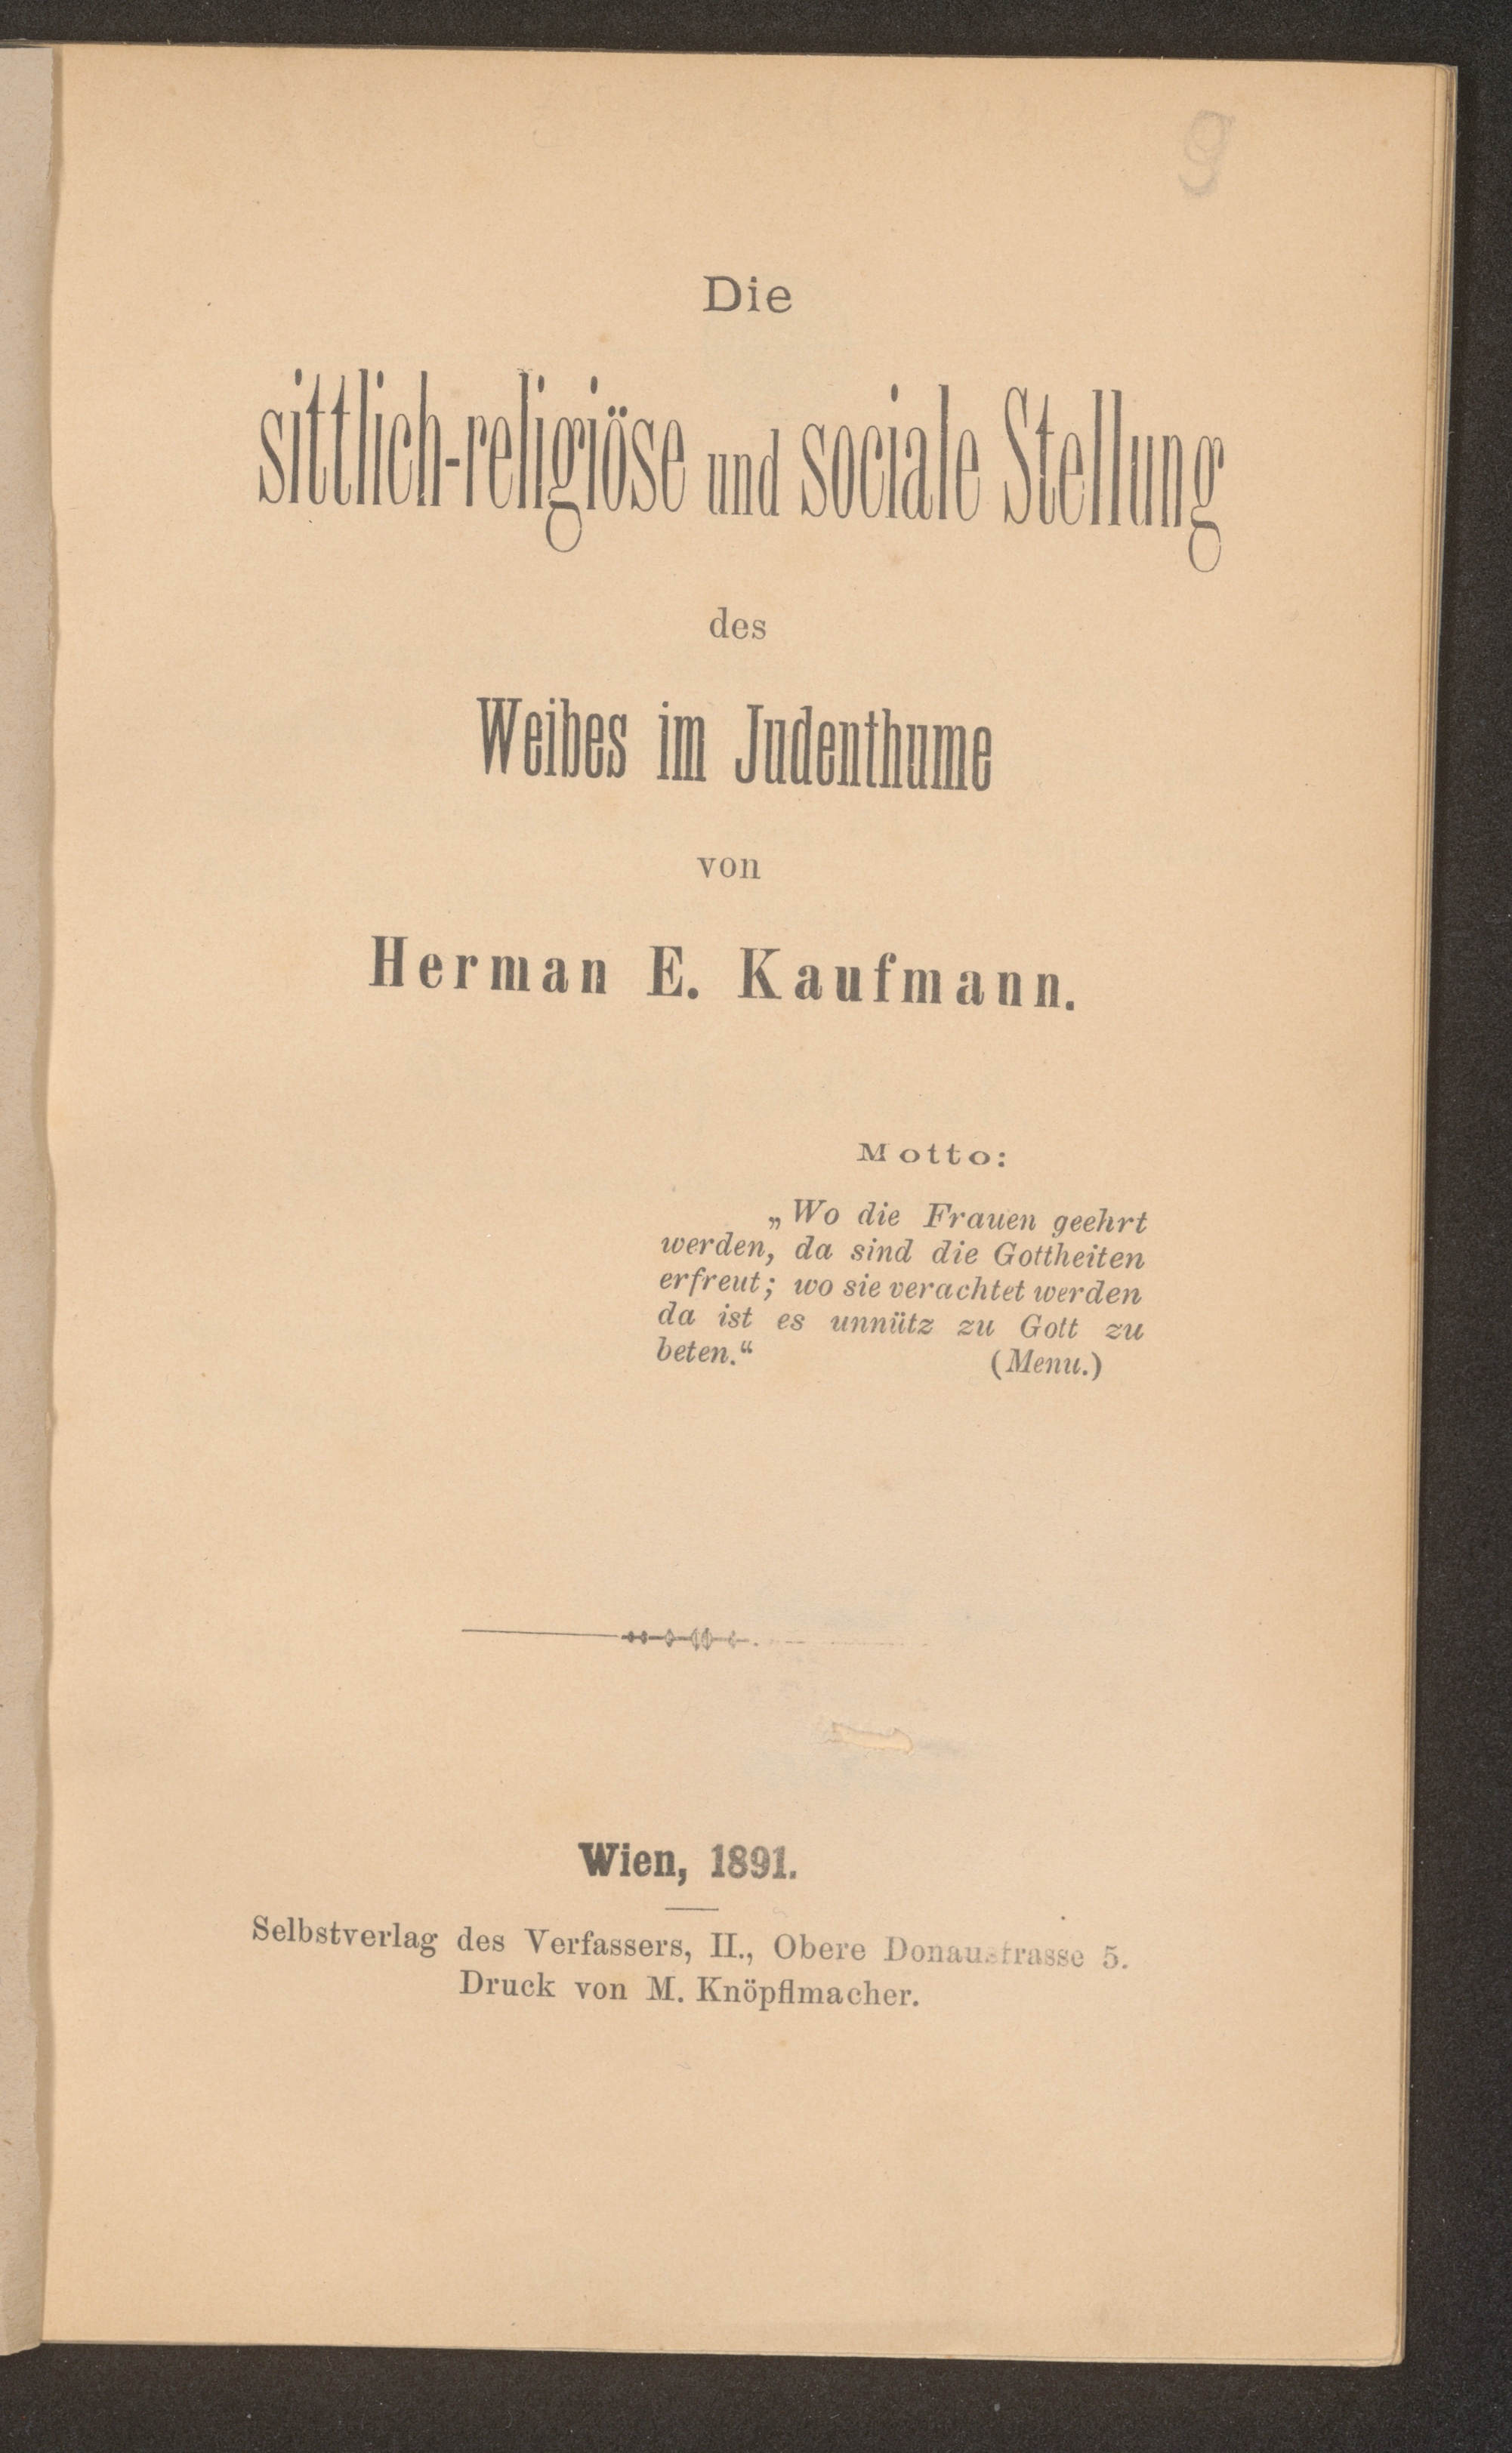 9
Die
sittlich-religiöse und sociale Stellung
des
Weibes im Judenthume
von
Herman E. Kaufmann.
Motto:
„Wo die Frauen geehrt
werden, da sind die Gottheiten
erfreut; wo sie verachtet werden
da ist es unnütz zu Gott zu
beten.“ (Menu.)
Wien, 1891.
Selbstverlag des Verfassers, II., Obere Donaustrasse 5.
Druck von M. Knöpflmacher.